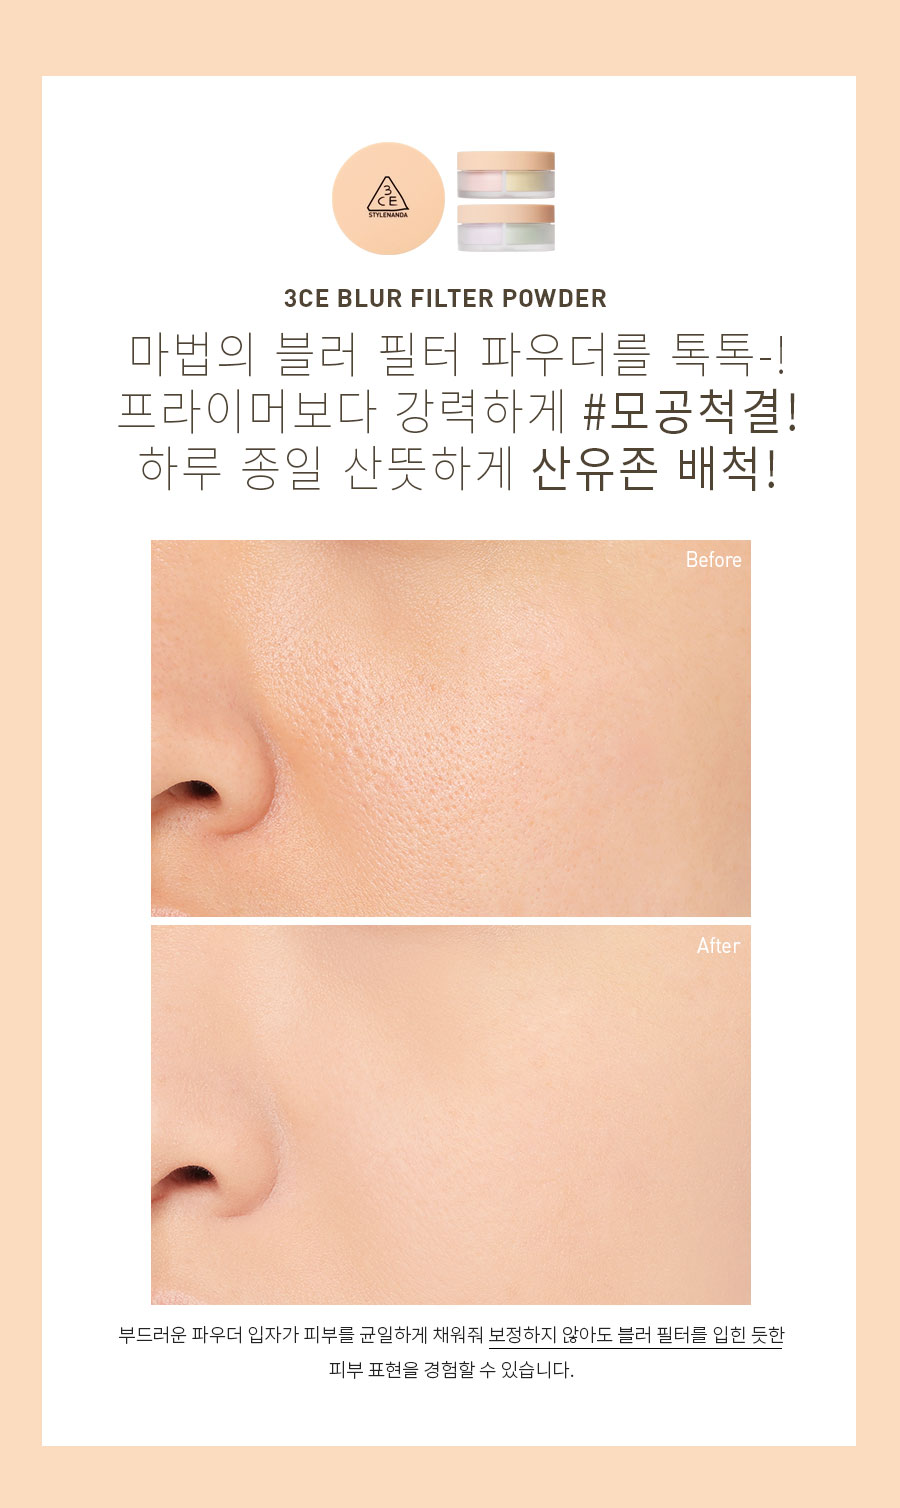 3
CE
STYLENANDA
3CE BLUR FILTER POWDER
마법의 블러 필터 파우더를 톡톡-!
프라이머보다 강력하게 #모공척결!
하루 종일 산뜻하게 산유존 배척!
Before
After
부드러운 파우더 입자가 피부를 균일하게 채워줘 보정하지 않아도 블러 필터를 입힌 듯한
피부 표현을 경험할 수 있습니다.